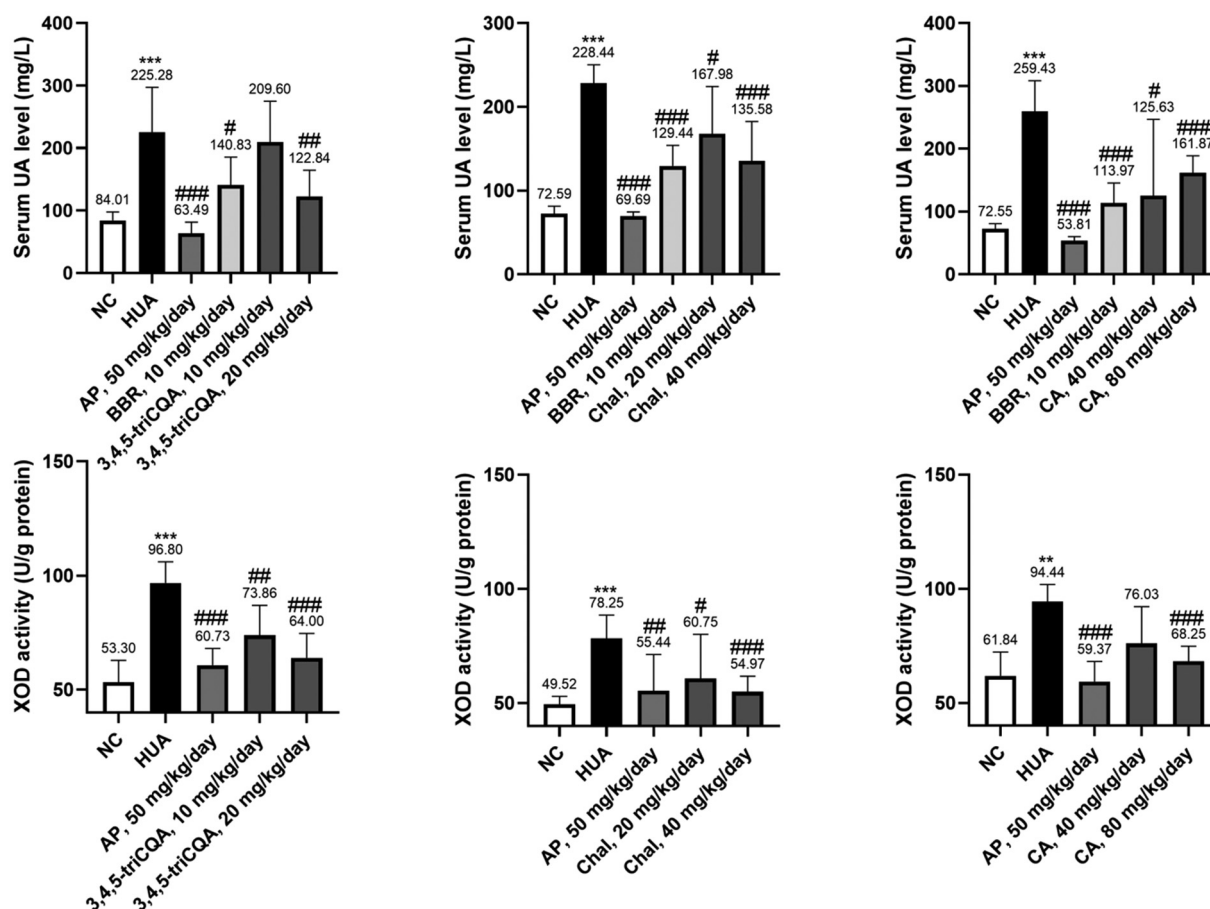 Serum UA level (mg/L)
400
300
200
100
0
84.01
***
225.28
###
63.49
#
140.83
209.60
##
122.84
NC
HUA
AP, 50 mg/kg/day
BBR, 10 mg/kg/day
3,4,5-triCQA, 10 mg/kg/day
3,4,5-triCQA, 20 mg/kg/day
Serum UA level (mg/L)
300
200
100
0
72.59
***
228.44
###
69.69
###
129.44
#
167.98
###
135.58
NC
HUA
AP, 50 mg/kg/day
BBR, 10 mg/kg/day
Chal, 20 mg/kg/day
Chal, 40 mg/kg/day
Serum UA level (mg/L)
400
300
200
100
0
72.55
***
259.43
###
53.81
###
113.97
#
125.63
###
161.87
NC
HUA
AP, 50 mg/kg/day
BBR, 10 mg/kg/day
CA, 40 mg/kg/day
CA, 80 mg/kg/day
XOD activity (U/g protein)
150
100
50
53.30
***
96.80
###
60.73
##
73.86
###
64.00
NC
HUA
AP, 50 mg/kg/day
3,4,5-triCQA, 10 mg/kg/day
3,4,5-triCQA, 20 mg/kg/day
XOD activity (U/g protein)
150
100
50
49.52
***
78.25
##
55.44
#
60.75
###
54.97
NC
HUA
AP, 50 mg/kg/day
Chal, 20 mg/kg/day
Chal, 40 mg/kg/day
XOD activity (U/g protein)
150
100
50
61.84
**
94.44
###
59.37
76.03
###
68.25
NC
HUA
AP, 50 mg/kg/day
CA, 40 mg/kg/day
CA, 80 mg/kg/day